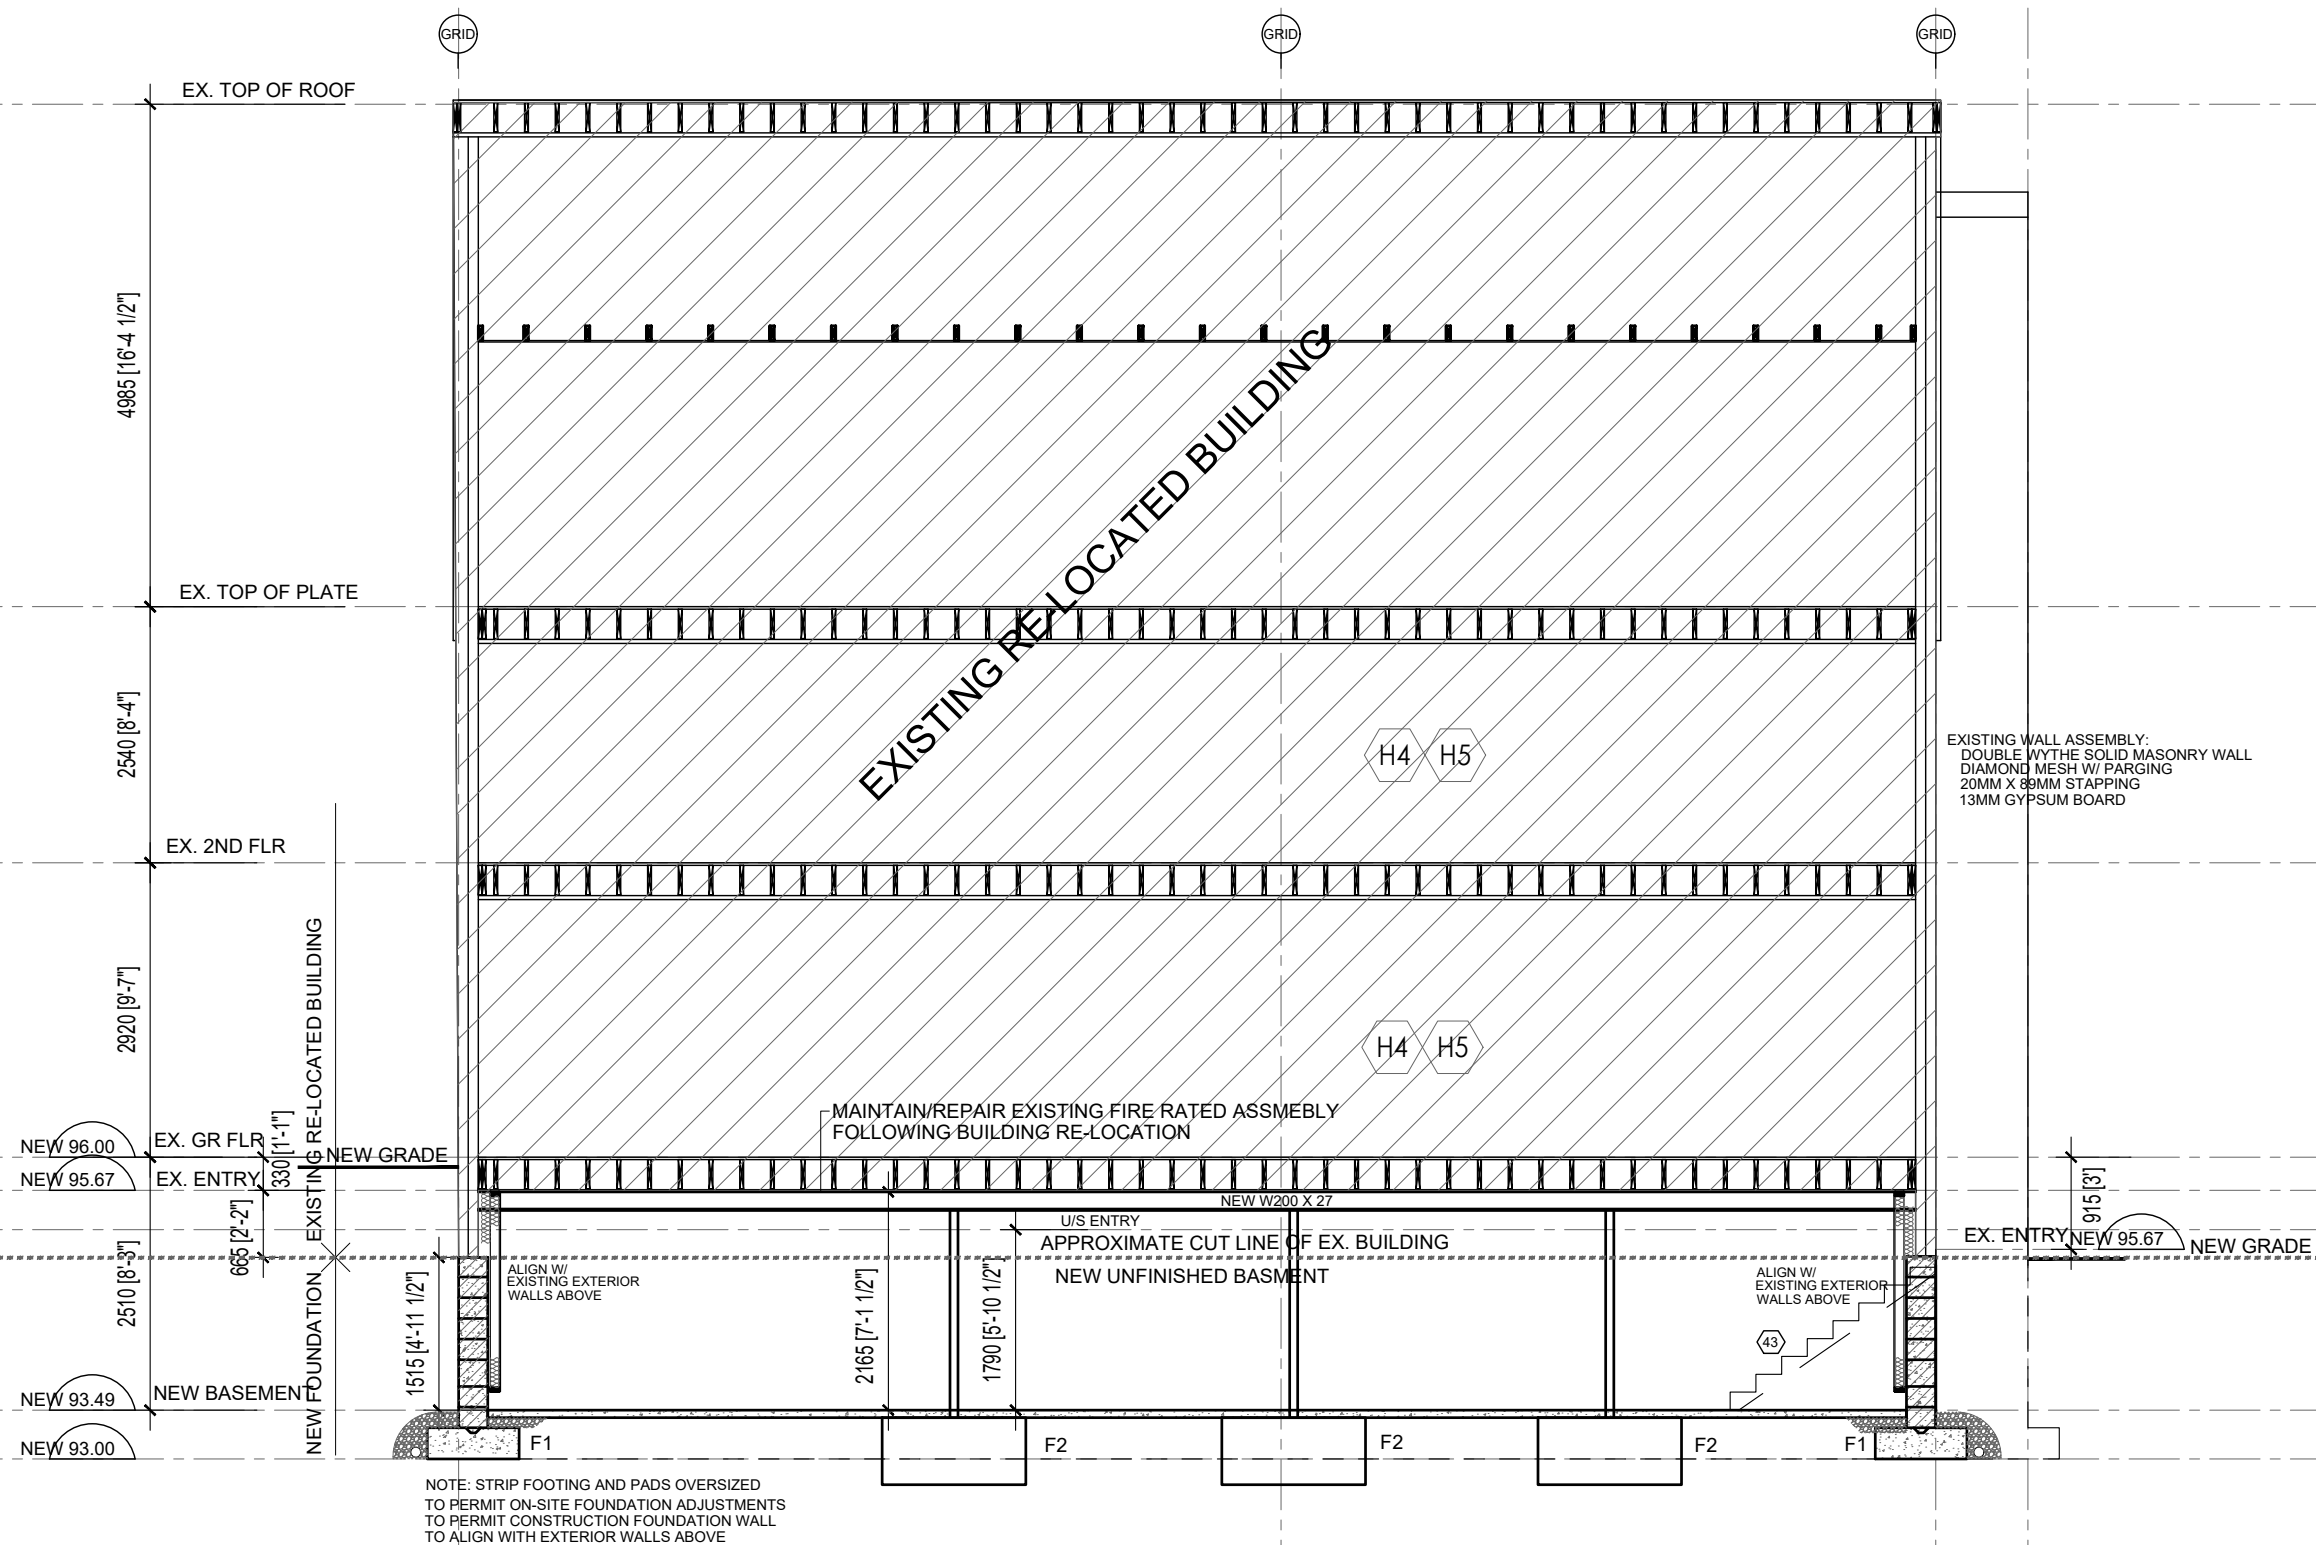 GRID
GRID
GRID
EX. TOP OF ROOF
4985 [16'-4 1/2"]
EX. TOP OF PLATE
2540 [8'-4"]
EX. 2ND FLR
2920 [9'-7"]
EXISTING RE-LOCATED BUILDING
H4
H5
EXISTING WALL ASSEMBLY:
DOUBLE WYTHE SOLID MASONRY WALL
DIAMOND MESH W/ PARGING
20MM X 89MM STAPPING
13MM GYPSUM BOARD
EXISTING RE-LOCATED BUILDING
NEW FOUNDATION
H4
H5
MAINTAIN/REPAIR EXISTING FIRE RATED ASSMEBLY
FOLLOWING BUILDING RE-LOCATION
NEW 96.00
EX. GR FLR
330 [1'-1"]
NEW GRADE
NEW 95.67
EX. ENTRY
665 [2'-2"]
2510 [8'-3"]
915 [3"]
NEW W200 X 27
U/S ENTRY
APPROXIMATE CUT LINE OF EX. BUILDING
NEW UNFINISHED BASMENT
EX. ENTRY
NEW 95.67
NEW GRADE
ALIGN W/
EXISTING EXTERIOR
WALLS ABOVE
1515 [4'-11 1/2"]
2165 [7'-1 1/2"]
1790 [5'-10 1/2"]
ALIGN W/
EXISTING EXTERIOR
WALLS ABOVE
43
NEW 93.49
NEW BASEMENT
NEW 93.00
F1
F2
F2
F2
F1
NOTE: STRIP FOOTING AND PADS OVERSIZED
TO PERMIT ON-SITE FOUNDATION ADJUSTMENTS
TO PERMIT CONSTRUCTION FOUNDATION WALL
TO ALIGN WITH EXTERIOR WALLS ABOVE